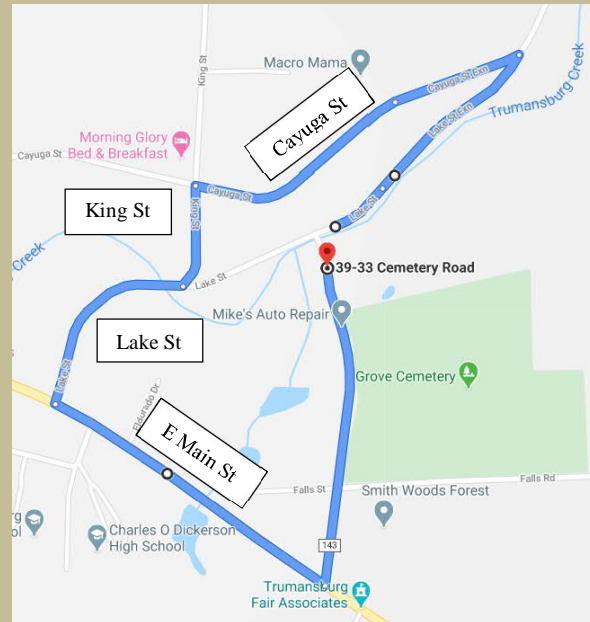 King St
Macro Mama
Cayuga St Exn
Trumansburg Creek
Cayuga St
Lake St Exn
Morning Glory
Bed & Breakfast
Cayuga St
Cayuga St
King St
King St
Lake St
39-33 Cemetery Road
Creek
Lake St
Mike's Auto Repair
Lake St
Lake St
Grove Cemetery
Eldorado Dr
E Main St
Falls St
Falls Rd
Smith Woods Forest
Charles O Dickerson
High School
143
Trumansburg
Fair Associates